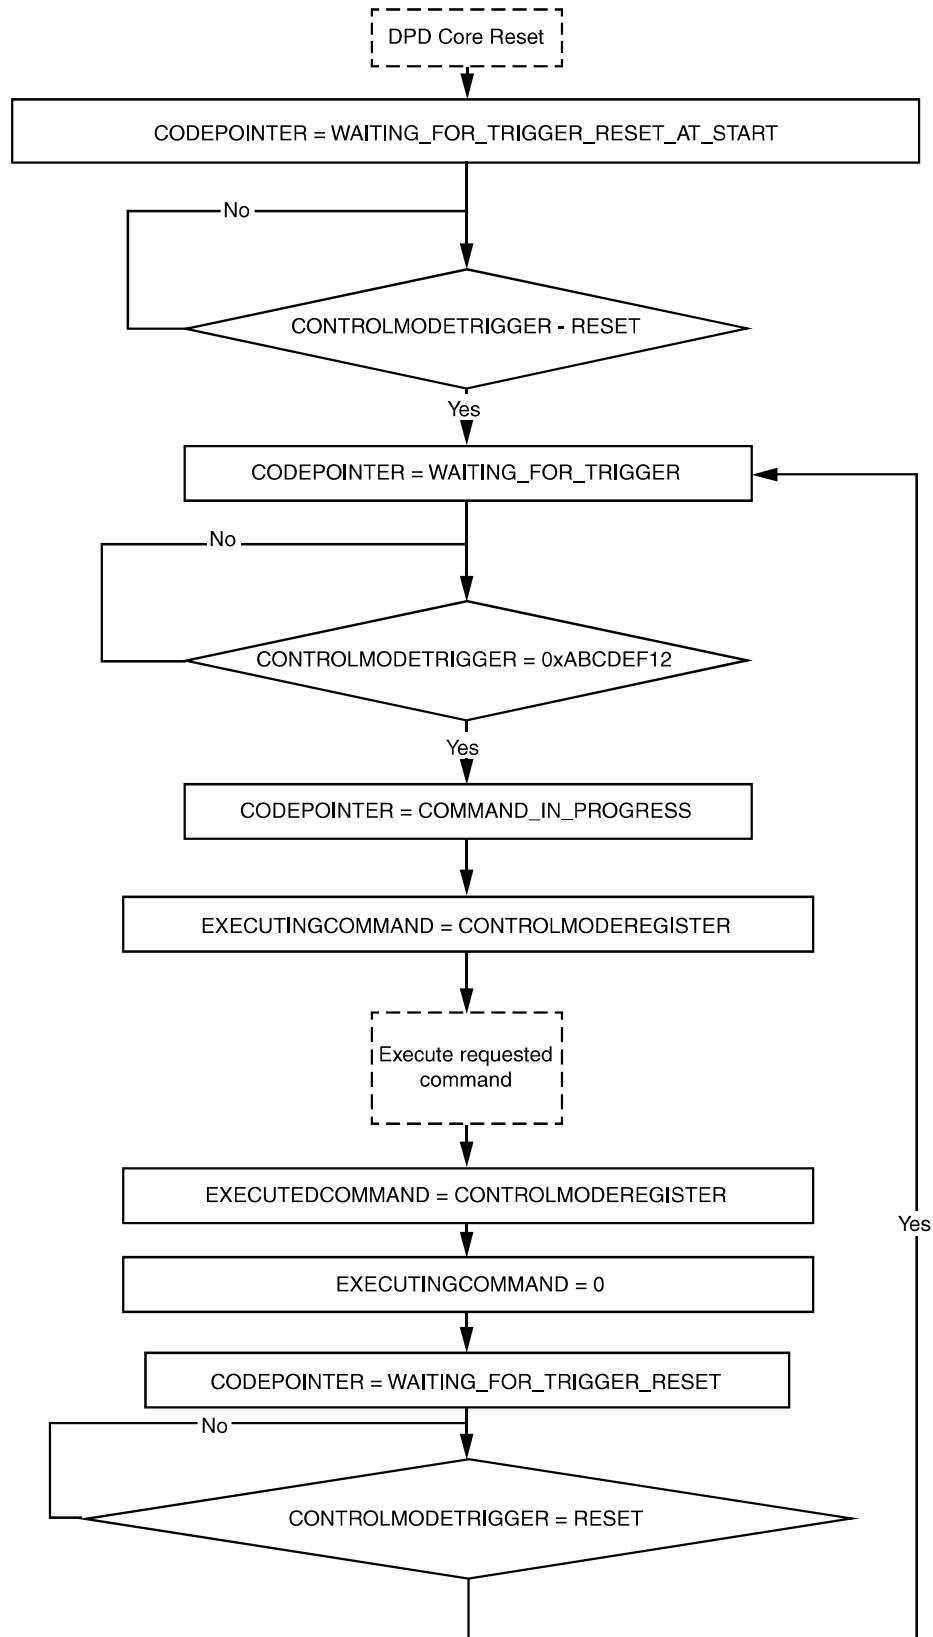 DPD Core Reset
CODEPOINTER = WAITING_FOR_TRIGGER_RESET_AT_START
No
CONTROLMODETRIGGER - RESET
Yes
CODEPOINTER = WAITING_FOR_TRIGGER
No
CONTROLMODETRIGGER = 0xABCDEF12
Yes
CODEPOINTER = COMMAND_IN_PROGRESS
EXECUTINGCOMMAND = CONTROLMODEREGISTER
Execute requested
command
EXECUTEDCOMMAND = CONTROLMODEREGISTER
Yes
EXECUTINGCOMMAND = 0
CODEPOINTER = WAITING_FOR_TRIGGER_RESET
No
CONTROLMODETRIGGER = RESET